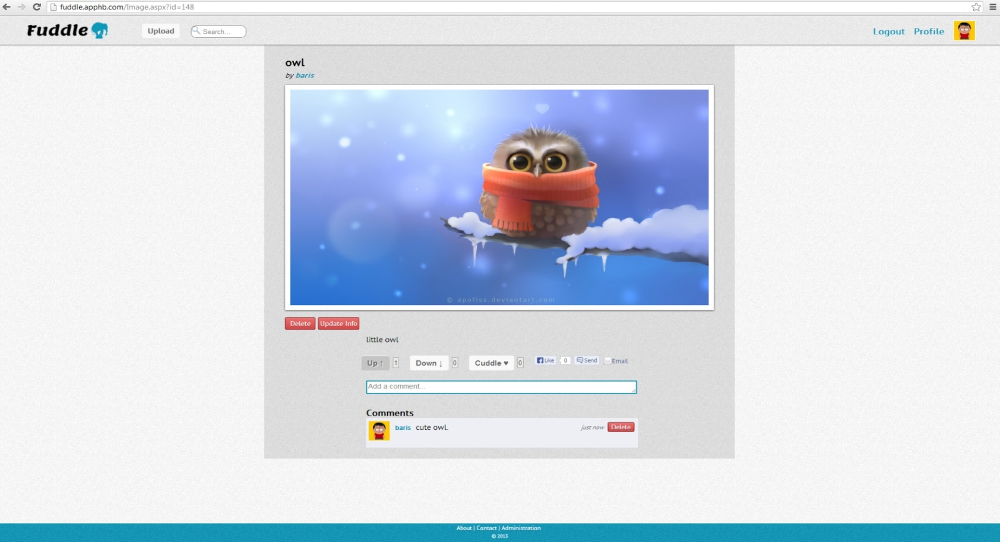 fuddle.apphb.com/Image.aspx?id=148
Fuddle Upload Search... Logout Profile
owl
by baris
© apofiss.deviantart.com
Delete Update Info
little owl
Up ↑ 1 Down ↓ 0 Cuddle ♥ 0 Like 0 Send Email
Add a comment...
Comments
baris cute owl. just now Delete
About | Contact | Administration
© 2013